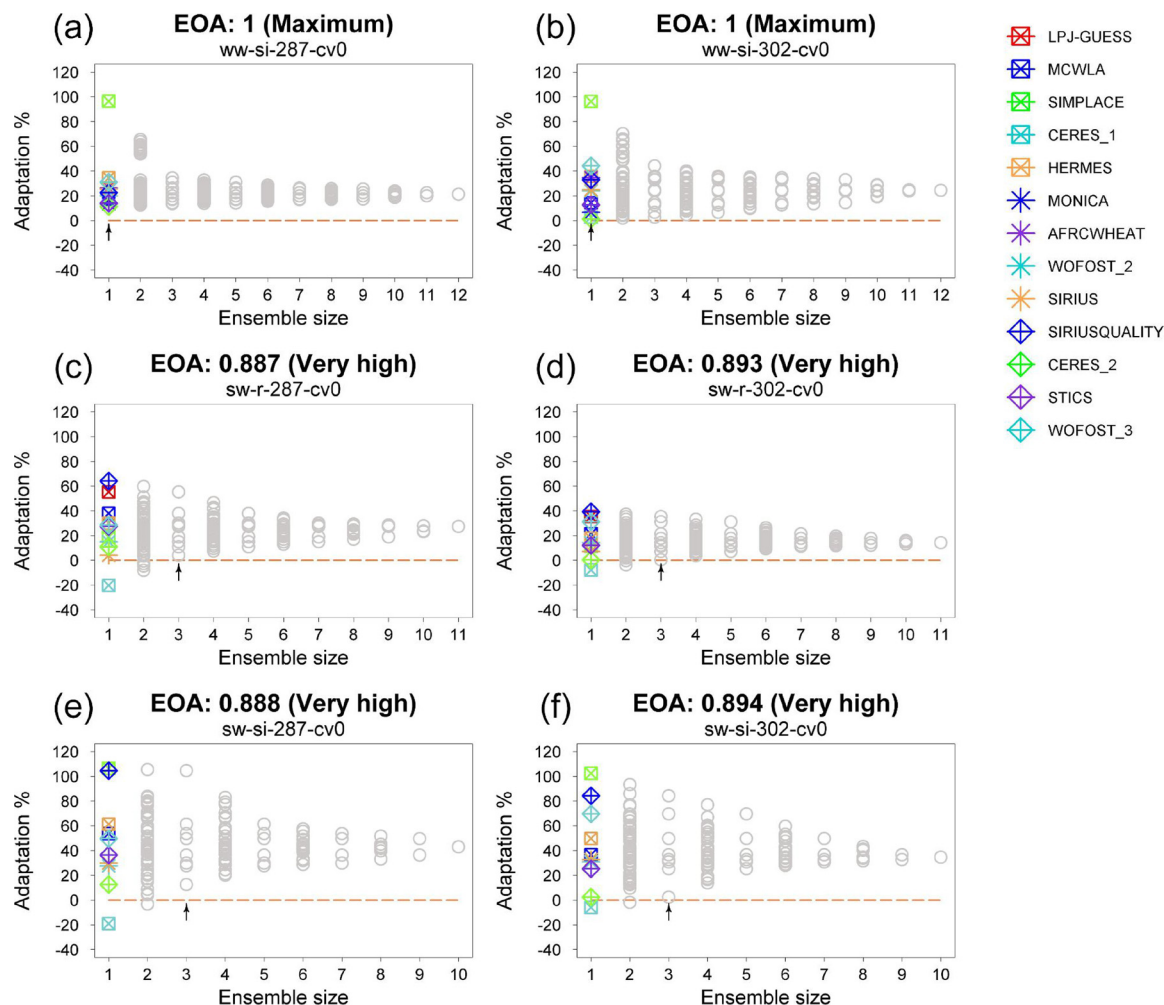 (a)
EOA: 1 (Maximum)
ww-si-287-cv0
120
100
80
60
40
20
0
-20
-40
Adaptation %
1 2 3 4 5 6 7 8 9 10 11 12
Ensemble size
(b)
EOA: 1 (Maximum)
ww-si-302-cv0
120
100
80
60
40
20
0
-20
-40
Adaptation %
1 2 3 4 5 6 7 8 9 10 11 12
Ensemble size
(c)
EOA: 0.887 (Very high)
sw-r-287-cv0
120
100
80
60
40
20
0
-20
-40
Adaptation %
1 2 3 4 5 6 7 8 9 10 11
Ensemble size
(d)
EOA: 0.893 (Very high)
sw-r-302-cv0
120
100
80
60
40
20
0
-20
-40
Adaptation %
1 2 3 4 5 6 7 8 9 10 11
Ensemble size
(e)
EOA: 0.888 (Very high)
sw-si-287-cv0
120
100
80
60
40
20
0
-20
-40
Adaptation %
1 2 3 4 5 6 7 8 9 10
Ensemble size
(f)
EOA: 0.894 (Very high)
sw-si-302-cv0
120
100
80
60
40
20
0
-20
-40
Adaptation %
1 2 3 4 5 6 7 8 9 10
Ensemble size
LPJ-GUESS
MCWLA
SIMPLACE
CERES_1
HERMES
MONICA
AFRCWHEAT
WOFOST_2
SIRIUS
SIRIUSQUALITY
CERES_2
STICS
WOFOST_3